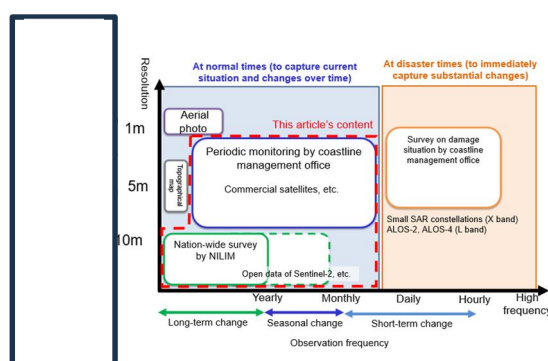 At normal times (to capture current
situation and changes over time)
At disaster times (to immediately
capture substantial changes)
Resolution
1m
5m
10m
Aerial
photo
This article's content
Topographical
map
Periodic monitoring by coastline
management office
Commercial satellites, etc.
Survey on damage
situation by coastline
management office
Small SAR constellations (X band)
ALOS-2, ALOS-4 (L band)
Nation-wide survey
by NILIM
Open data of Sentinel-2, etc.
Yearly
Monthly
Daily
Hourly
High
frequency
Long-term change
Seasonal change
Short-term change
Observation frequency